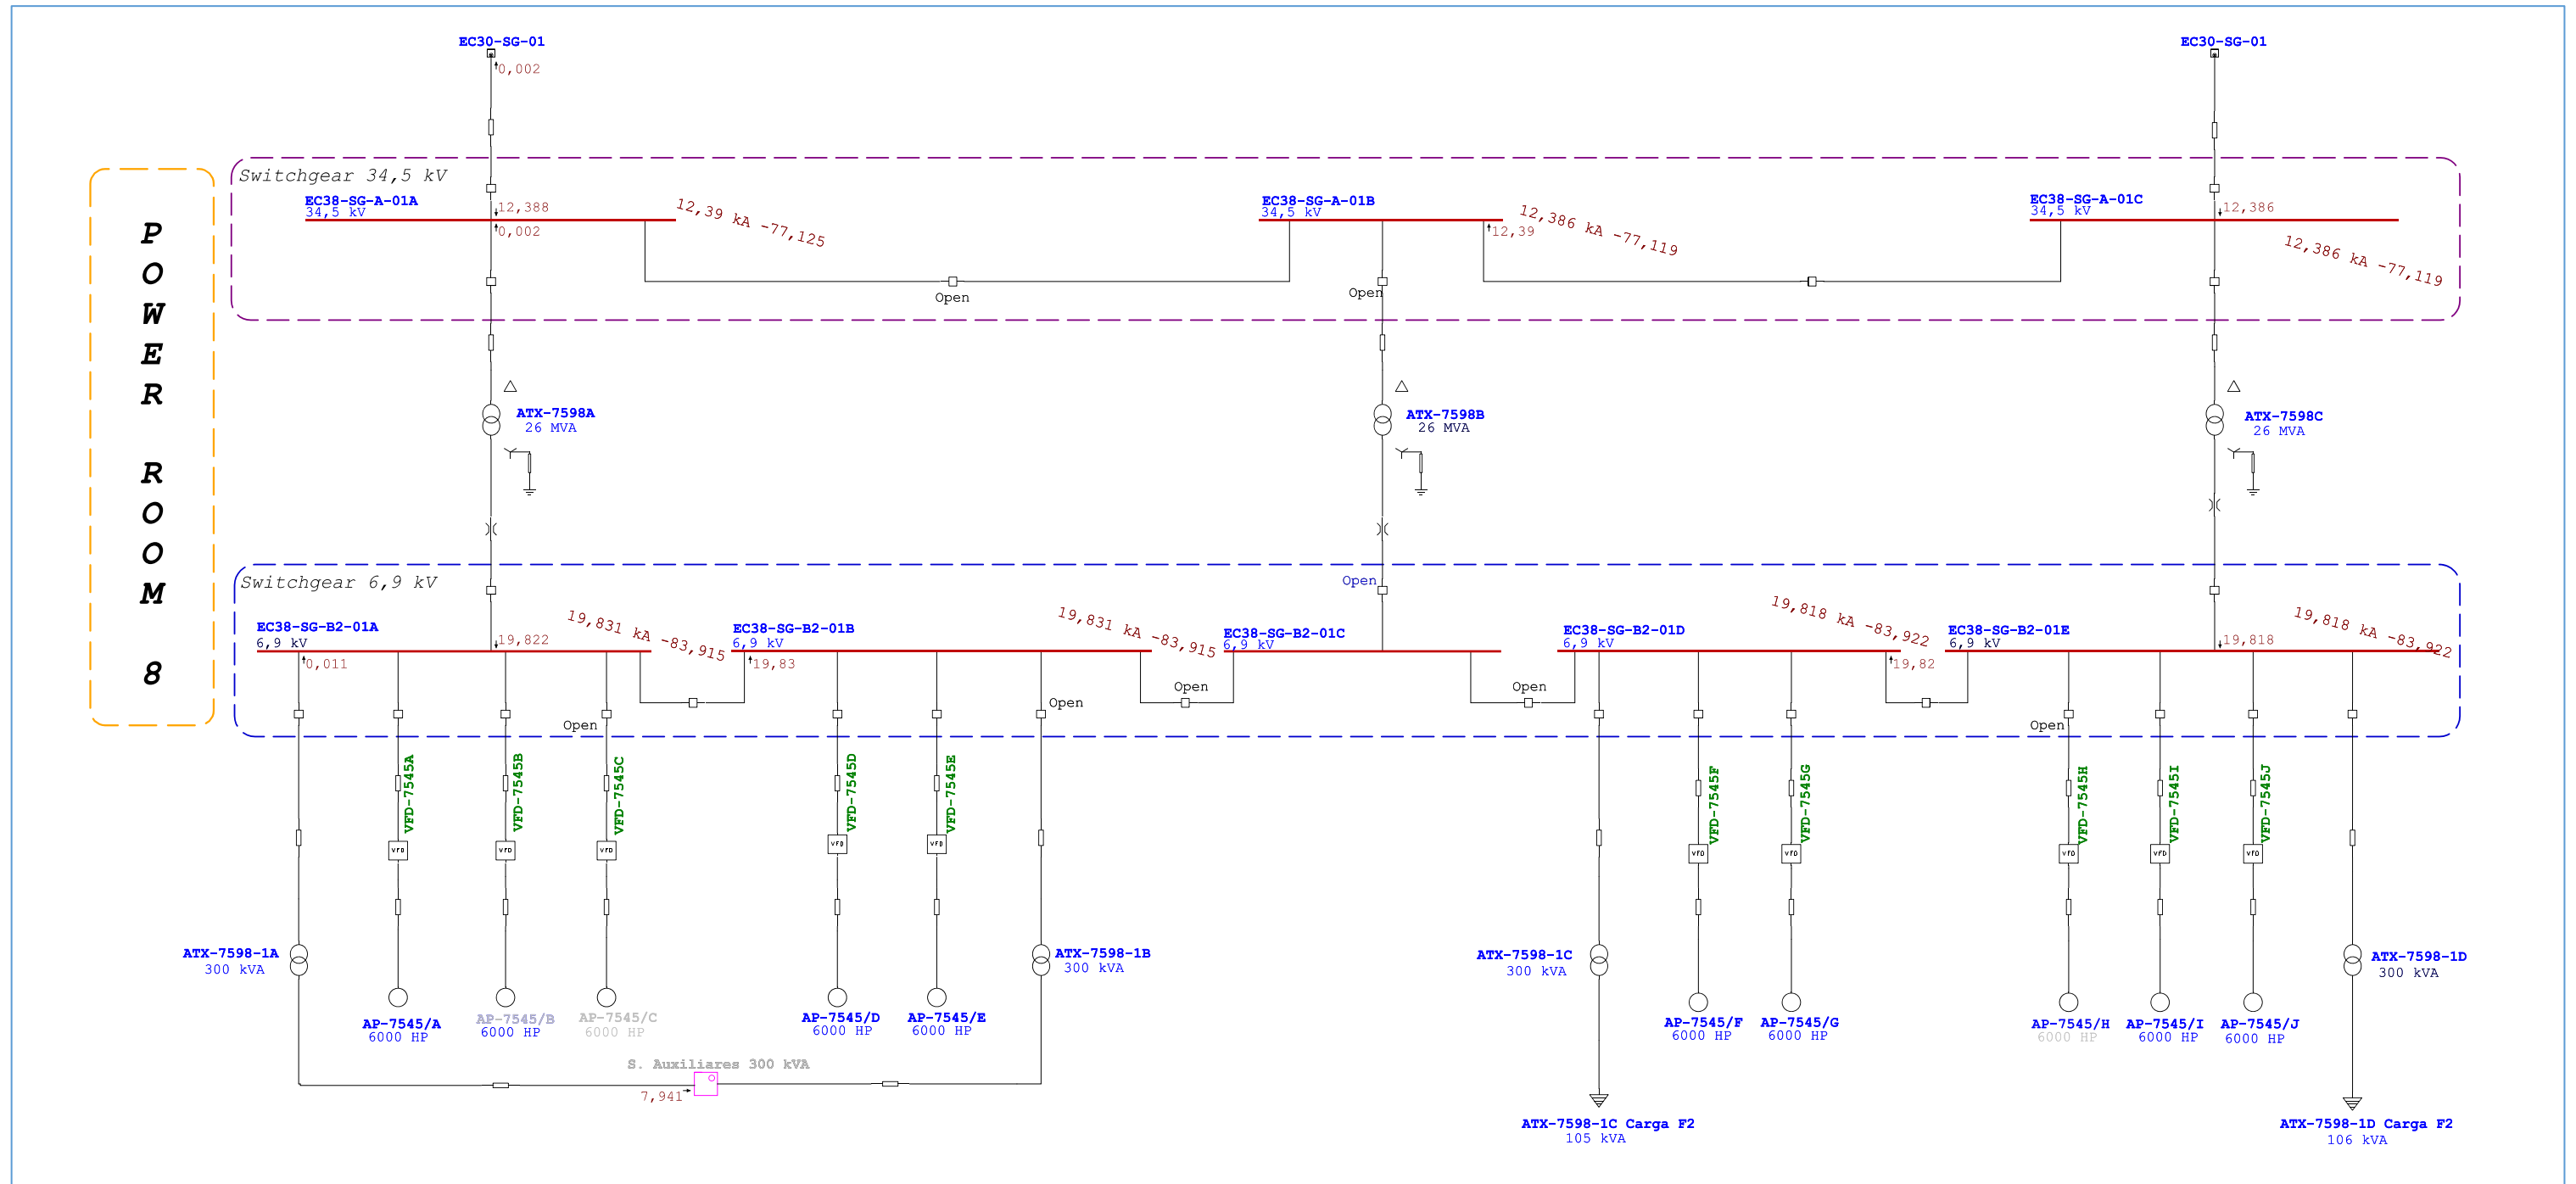 EC30-SG-01
EC30-SG-01
0,002
POWER ROOM 8
Switchgear 34,5 kV
EC38-SG-A-01A
34,5 kV
12,388
0,002
12,39 kA -77,125
EC38-SG-A-01B
34,5 kV
12,39
12,386 kA -77,119
EC38-SG-A-01C
34,5 kV
12,386
12,386 kA -77,119
Open
Open
ATX-7598A
26 MVA
ATX-7598B
26 MVA
ATX-7598C
26 MVA
Switchgear 6,9 kV
Open
EC38-SG-B2-01A
6,9 kV
0,011
19,822
19,831 kA -83,915
EC38-SG-B2-01B
6,9 kV
19,83
19,831 kA -83,915
EC38-SG-B2-01C
6,9 kV
EC38-SG-B2-01D
6,9 kV
19,82
19,818 kA -83,922
EC38-SG-B2-01E
6,9 kV
19,818
19,818 kA -83,922
Open
Open
Open
Open
Open
VFD-7545A
VFD-7545B
VFD-7545C
VFD-7545D
VFD-7545E
VFD-7545F
VFD-7545G
VFD-7545H
VFD-7545I
VFD-7545J
VFD
VFD
VFD
VFD
VFD
VFD
VFD
VFD
VFD
VFD
ATX-7598-1A
300 kVA
ATX-7598-1B
300 kVA
ATX-7598-1C
300 kVA
ATX-7598-1D
300 kVA
AP-7545/A
6000 HP
AP-7545/B
6000 HP
AP-7545/C
6000 HP
AP-7545/D
6000 HP
AP-7545/E
6000 HP
AP-7545/F
6000 HP
AP-7545/G
6000 HP
AP-7545/H
6000 HP
AP-7545/I
6000 HP
AP-7545/J
6000 HP
S. Auxiliares 300 kVA
7,941
ATX-7598-1C Carga F2
105 kVA
ATX-7598-1D Carga F2
106 kVA